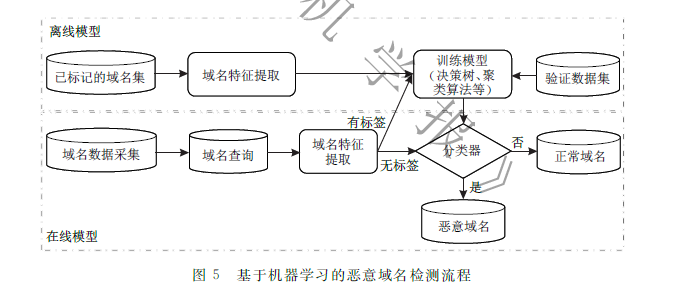 离线模型
已标记的域名集
域名特征提取
训练模型
（决策树、聚
类算法等）
验证数据集
有标签
域名数据采集
域名查询
域名特征
提取
无标签
分类器
否
正常域名
是
恶意域名
在线模型
机学报》
图 5 基于机器学习的恶意域名检测流程